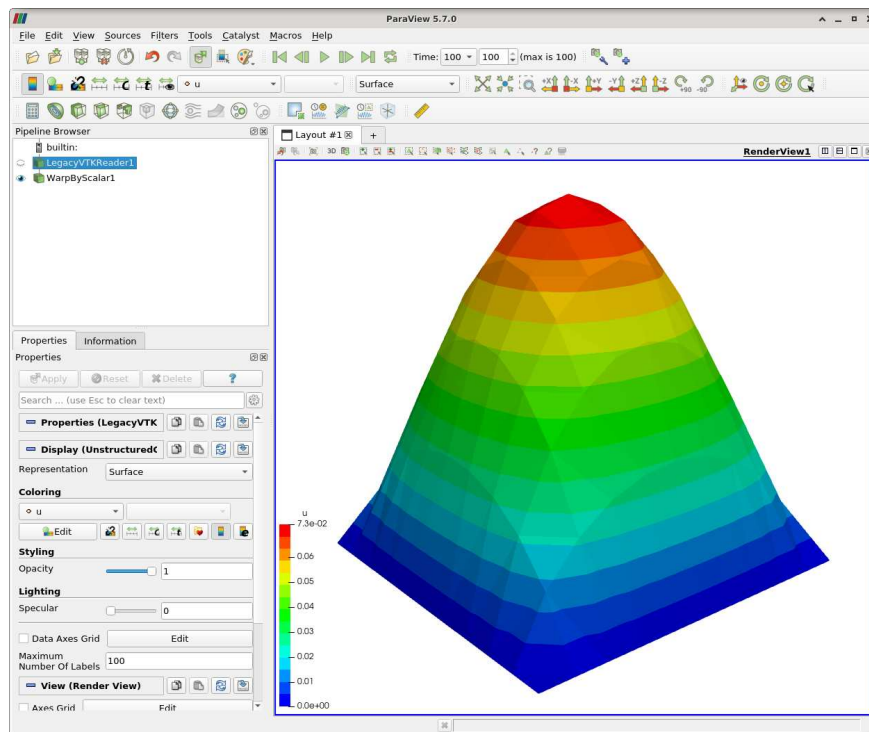 ParaView 5.7.0
File Edit View Sources Filters Tools Catalyst Macros Help
Time: 100 100 (max is 100)
u Surface +X -X +Y -Y +Z -Z +90 -90
Pipeline Browser
builtin:
LegacyVTKReader1
WarpByScalar1
Layout #1 +
3D RenderView1
Properties Information
Properties
Apply Reset Delete ?
Search ... (use Esc to clear text)
Properties (LegacyVTK
Display (Unstructured
Representation Surface
Coloring
u
Edit
Styling
Opacity 1
Lighting
Specular 0
Data Axes Grid Edit
Maximum
Number Of Labels 100
View (Render View)
Axes Grid Edit
u
7.3e-02
0.06
0.05
0.04
0.03
0.02
0.01
0.0e+00